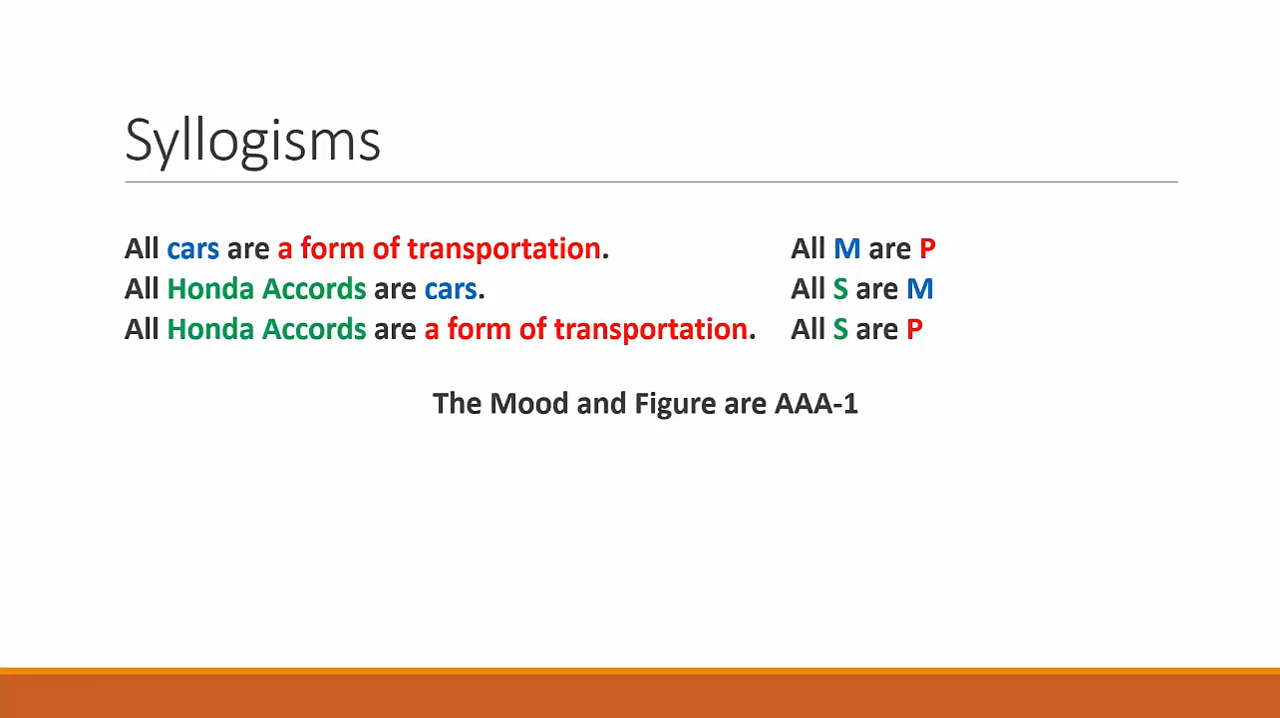 Syllogisms
All cars are a form of transportation. All M are P
All Honda Accords are cars. All S are M
All Honda Accords are a form of transportation. All S are P
The Mood and Figure are AAA-1